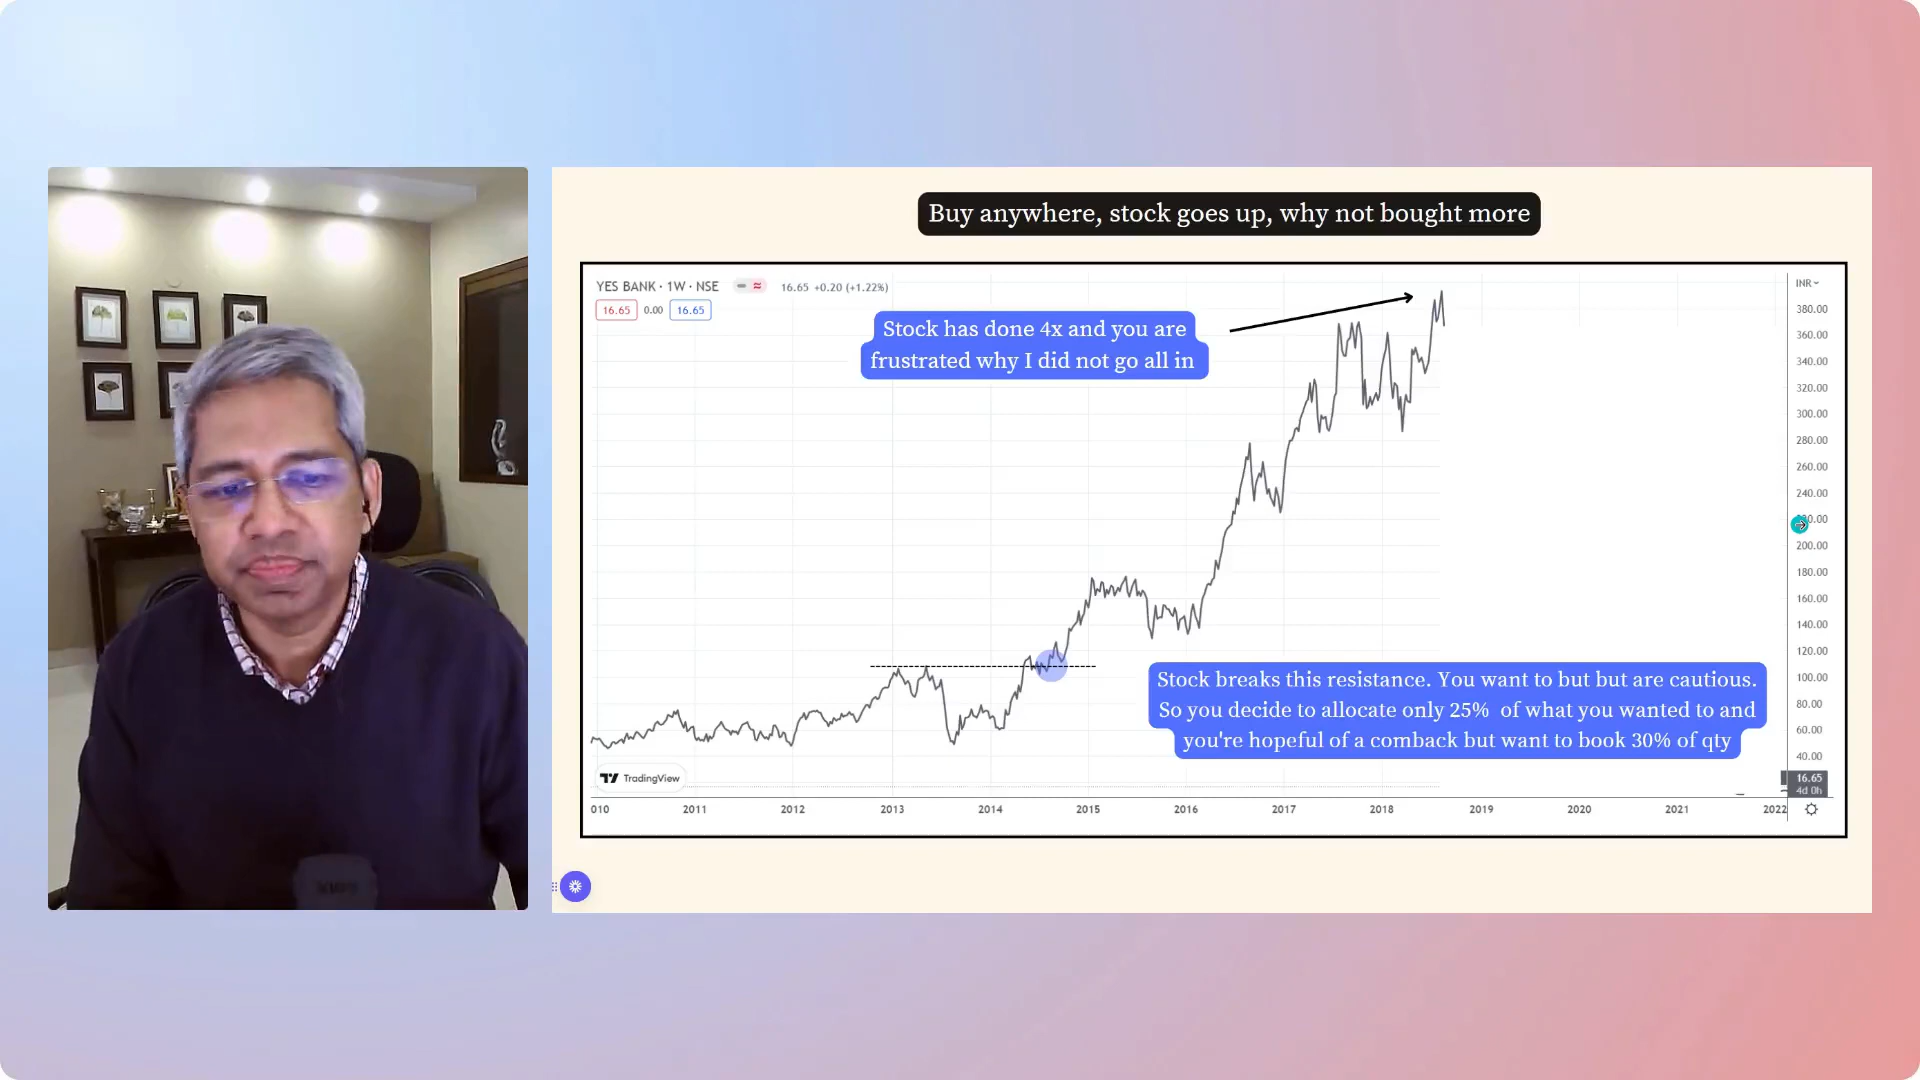 Buy anywhere, stock goes up, why not bought more
YES BANK · 1W · NSE
16.65 +0.20 (+1.22%)
INR
16.65 0.00 16.65
Stock has done 4x and you are
frustrated why I did not go all in
380.00
360.00
340.00
320.00
300.00
280.00
260.00
240.00
200.00
180.00
160.00
140.00
120.00
100.00
80.00
60.00
40.00
Stock breaks this resistance. You want to but but are cautious.
So you decide to allocate only 25% of what you wanted to and
you're hopeful of a comback but want to book 30% of qty
16.65
4d 0h
TradingView
010 2011 2012 2013 2014 2015 2016 2017 2018 2019 2020 2021 2022